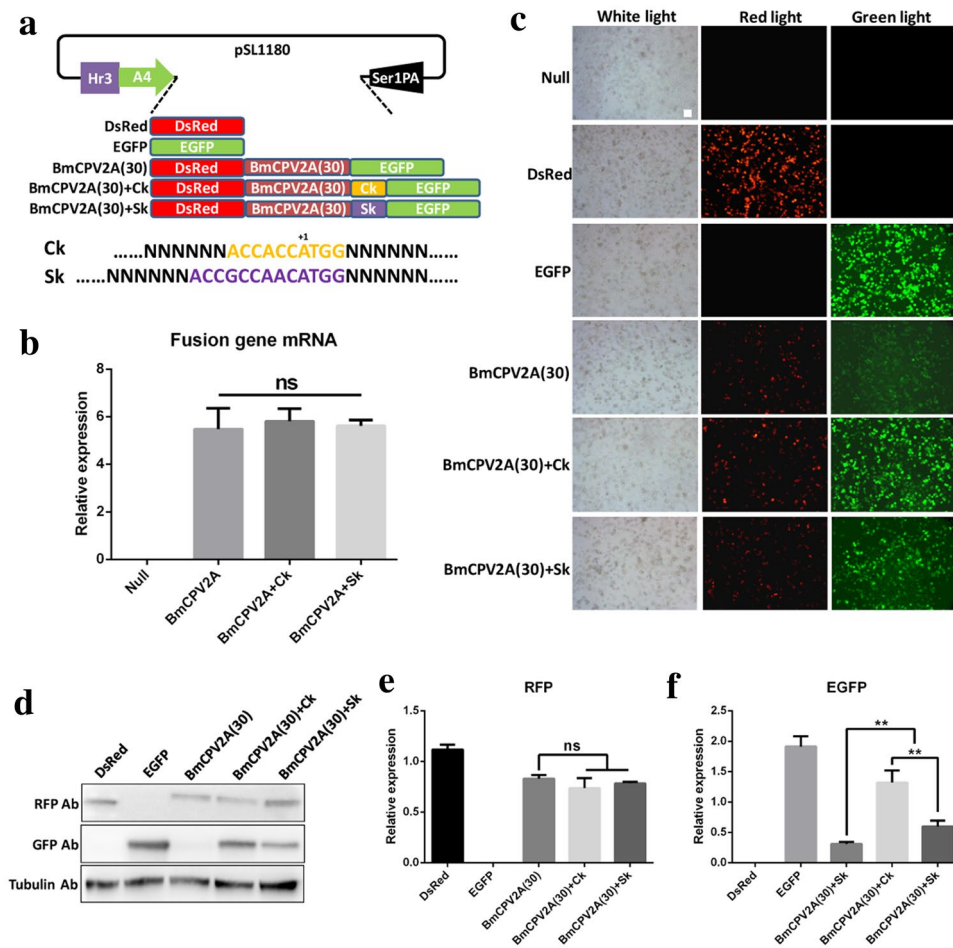 a
pSL1180
Hr3
A4
Ser1PA
DsRed DsRed
EGFP EGFP
BmCPV2A(30) DsRed BmCPV2A(30) EGFP
BmCPV2A(30)+Ck DsRed BmCPV2A(30) Ck EGFP
BmCPV2A(30)+Sk DsRed BmCPV2A(30) Sk EGFP
+1
Ck ......NNNNNNACCACCATGGNNNNNN......
Sk ......NNNNNNACCGCCAACATGGNNNNNN......
b
Fusion gene mRNA
Relative expression
8
6
4
2
0
ns
Null
BmCPV2A
BmCPV2A+Ck
BmCPV2A+Sk
c
White light Red light Green light
Null
DsRed
EGFP
BmCPV2A(30)
BmCPV2A(30)+Ck
BmCPV2A(30)+Sk
d
DsRed
EGFP
BmCPV2A(30)
BmCPV2A(30)+Ck
BmCPV2A(30)+Sk
RFP Ab
GFP Ab
Tubulin Ab
e
RFP
Relative expression
1.5
1.0
0.5
0.0
ns
DsRed
EGFP
BmCPV2A(30)
BmCPV2A(30)+Ck
BmCPV2A(30)+Sk
f
EGFP
Relative expression
2.5
2.0
1.5
1.0
0.5
0.0
**
**
DsRed
EGFP
BmCPV2A(30)+Sk
BmCPV2A(30)+Ck
BmCPV2A(30)+Sk